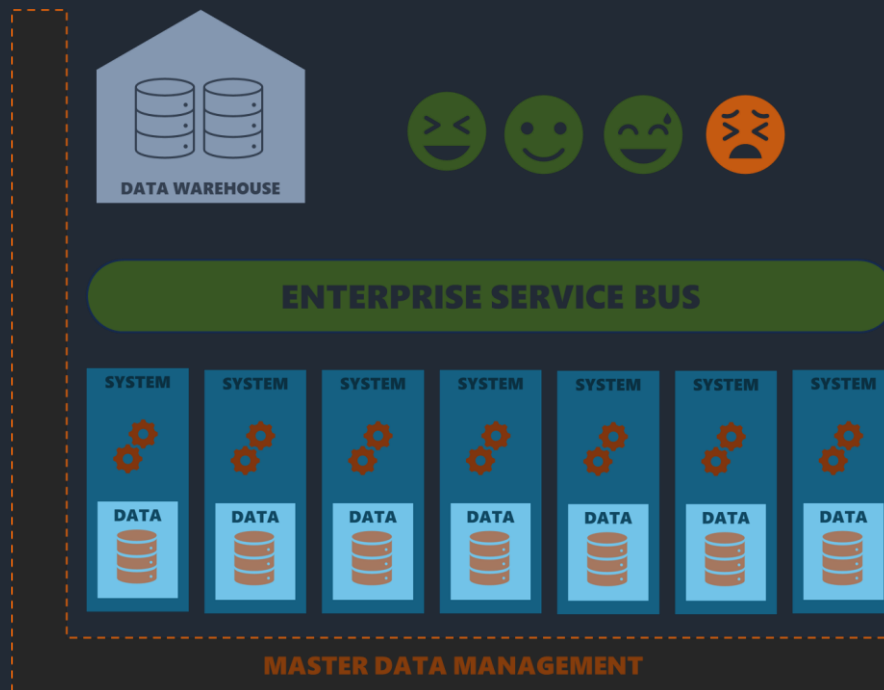 DATA WAREHOUSE
ENTERPRISE SERVICE BUS
SYSTEM SYSTEM SYSTEM SYSTEM SYSTEM SYSTEM SYSTEM
DATA DATA DATA DATA DATA DATA DATA
MASTER DATA MANAGEMENT